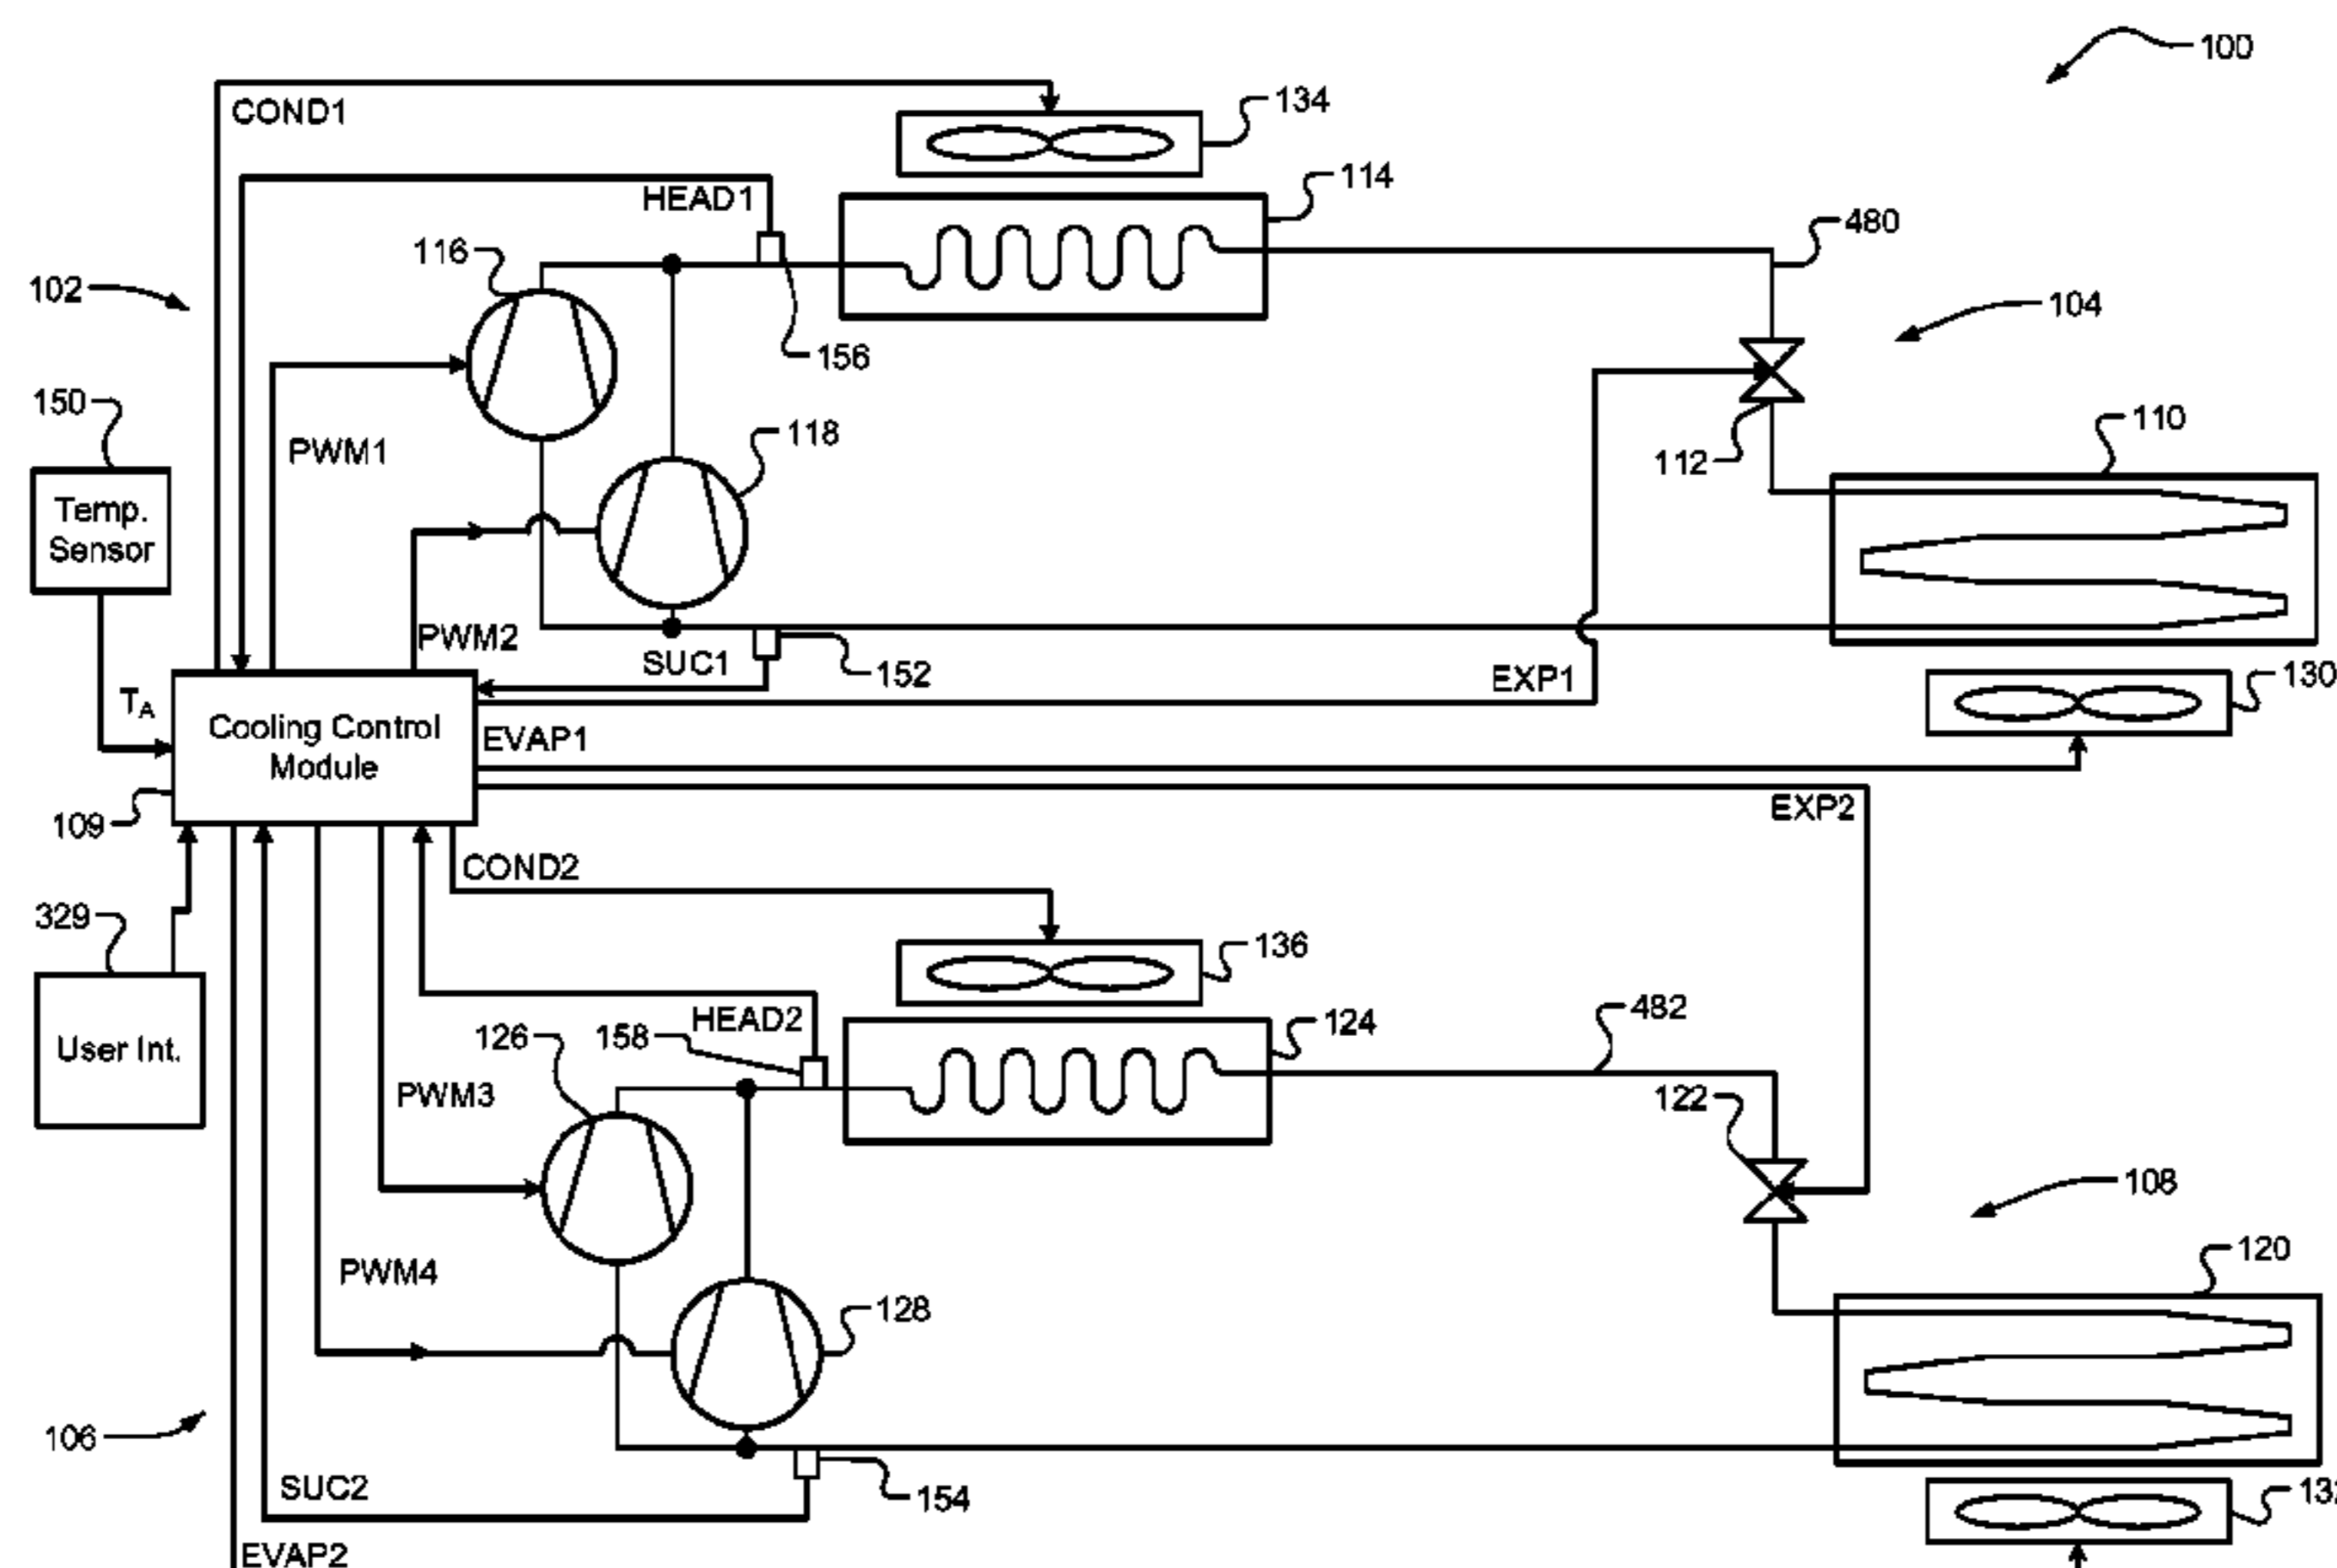 100
COND1
134
HEAD1
114
480
116
102
156
104
150
PWM1
118
112
110
Temp.
Sensor
PWM2
SUC1
152
EXP1
130
TA
Cooling Control
Module
EVAP1
109
EXP2
COND2
329
136
User Int.
HEAD2
158
126
124
482
PWM3
122
108
PWM4
120
128
106
SUC2
154
EVAP2